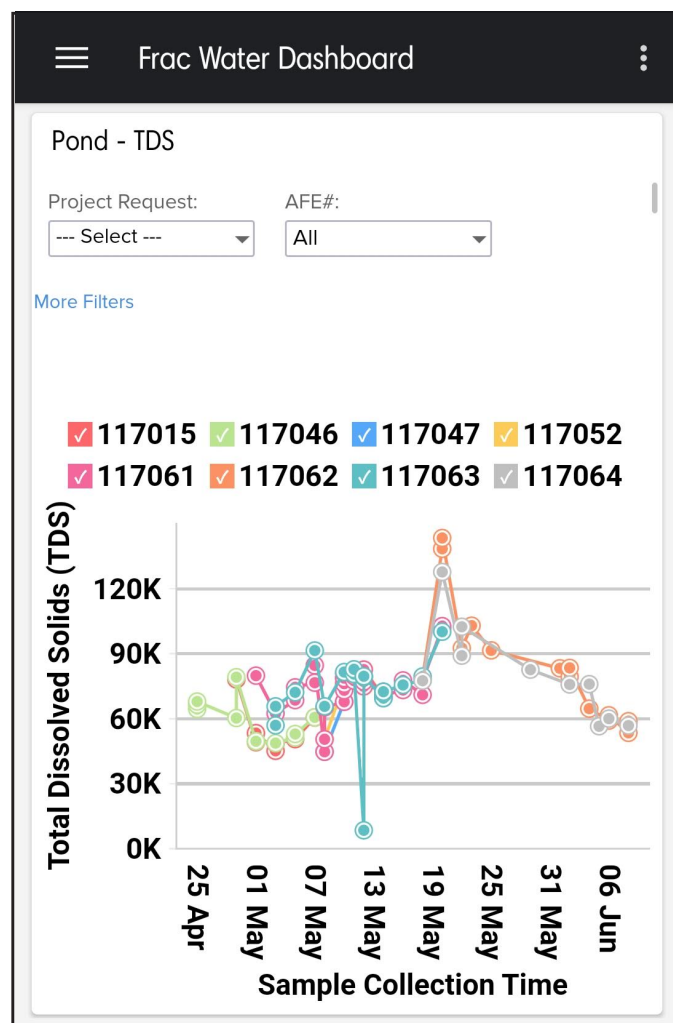 Frac Water Dashboard
Pond - TDS
Project Request: AFE#:
--- Select --- All
More Filters
117015 117046 117047 117052
117061 117062 117063 117064
Total Dissolved Solids (TDS)
120K
90K
60K
30K
0K
25 Apr 01 May 07 May 13 May 19 May 25 May 31 May 06 Jun
Sample Collection Time